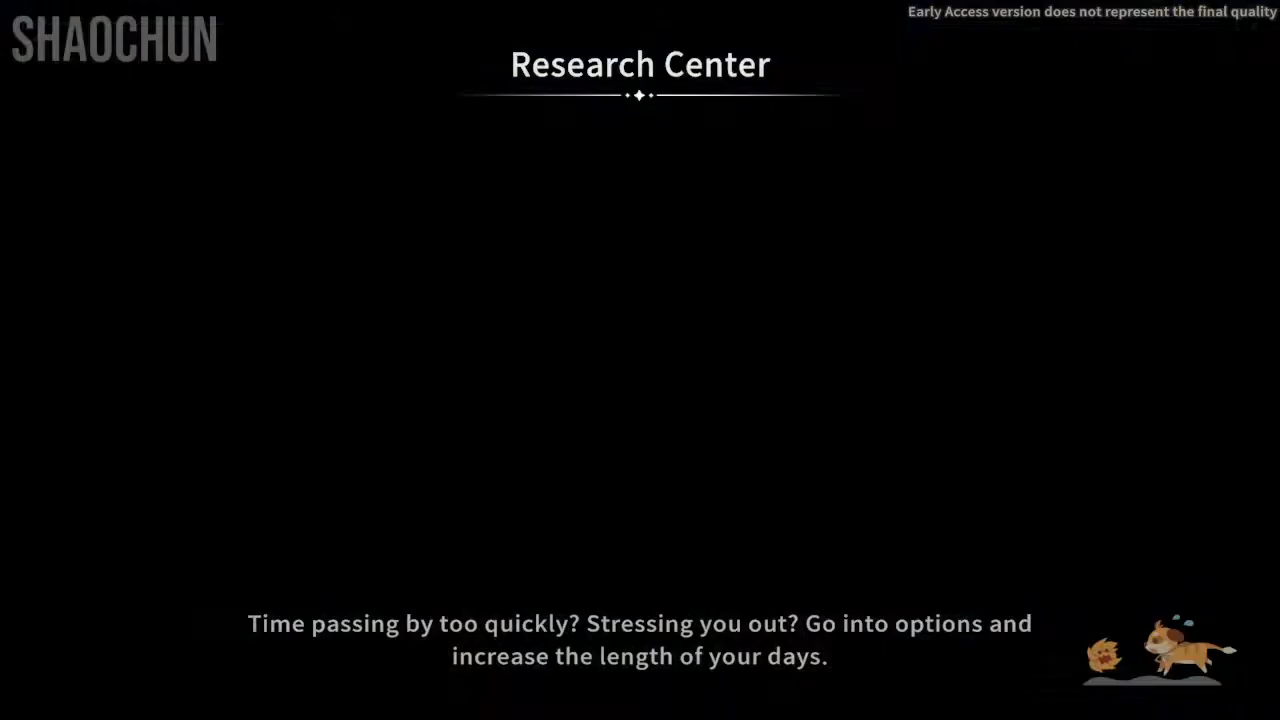 SHAOCHUN
Early Access version does not represent the final quality
Research Center
Time passing by too quickly? Stressing you out? Go into options and
increase the length of your days.